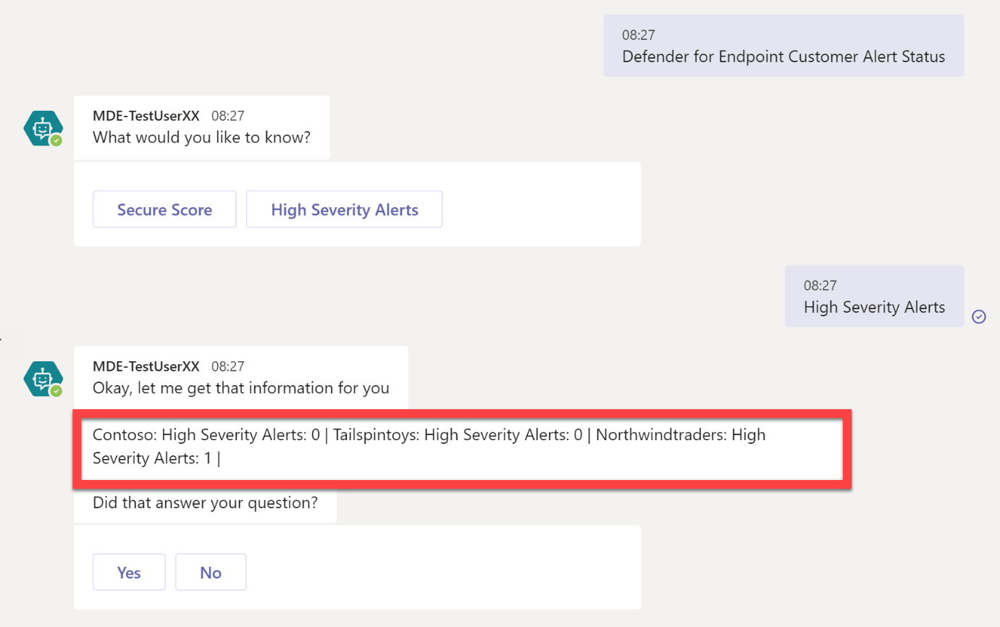 08:27
Defender for Endpoint Customer Alert Status
MDE-TestUserXX 08:27
What would you like to know?
Secure Score High Severity Alerts
08:27
High Severity Alerts
MDE-TestUserXX 08:27
Okay, let me get that information for you
Contoso: High Severity Alerts: 0 | Tailspintoys: High Severity Alerts: 0 | Northwindtraders: High
Severity Alerts: 1 |
Did that answer your question?
Yes No